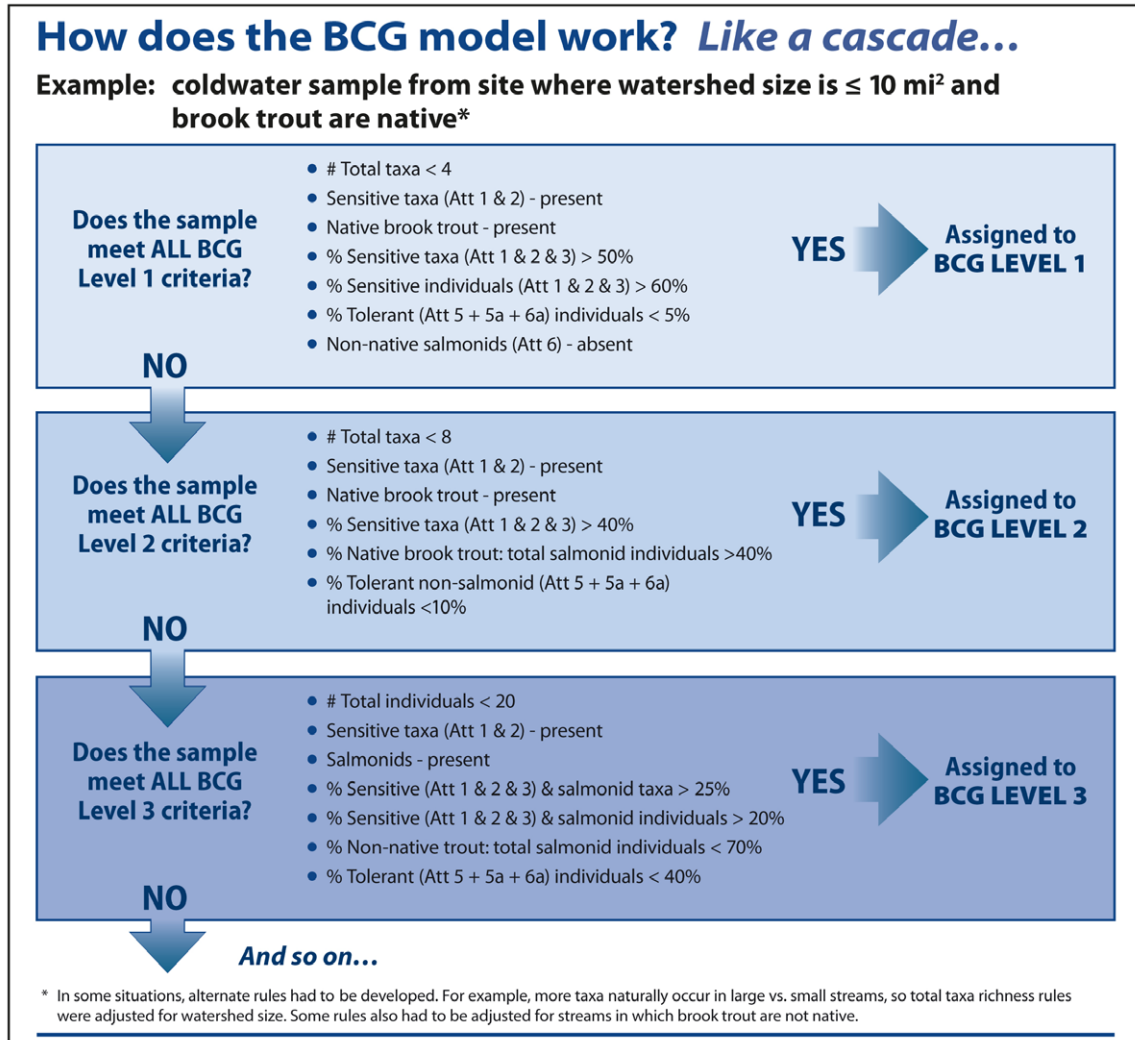 How does the BCG model work? Like a cascade…
Example: coldwater sample from site where watershed size is ≤ 10 mi² and
brook trout are native*
Does the sample
meet ALL BCG
Level 1 criteria?
• # Total taxa < 4
• Sensitive taxa (Att 1 & 2) - present
• Native brook trout - present
• % Sensitive taxa (Att 1 & 2 & 3) > 50%
• % Sensitive individuals (Att 1 & 2 & 3) > 60%
• % Tolerant (Att 5 + 5a + 6a) individuals < 5%
• Non-native salmonids (Att 6) - absent
YES
Assigned to
BCG LEVEL 1
NO
Does the sample
meet ALL BCG
Level 2 criteria?
• # Total taxa < 8
• Sensitive taxa (Att 1 & 2) - present
• Native brook trout - present
• % Sensitive taxa (Att 1 & 2 & 3) > 40%
• % Native brook trout: total salmonid individuals >40%
• % Tolerant non-salmonid (Att 5 + 5a + 6a)
individuals <10%
YES
Assigned to
BCG LEVEL 2
NO
Does the sample
meet ALL BCG
Level 3 criteria?
• # Total individuals < 20
• Sensitive taxa (Att 1 & 2) - present
• Salmonids - present
• % Sensitive (Att 1 & 2 & 3) & salmonid taxa > 25%
• % Sensitive (Att 1 & 2 & 3) & salmonid individuals > 20%
• % Non-native trout: total salmonid individuals < 70%
• % Tolerant (Att 5 + 5a + 6a) individuals < 40%
YES
Assigned to
BCG LEVEL 3
NO
And so on…
* In some situations, alternate rules had to be developed. For example, more taxa naturally occur in large vs. small streams, so total taxa richness rules
were adjusted for watershed size. Some rules also had to be adjusted for streams in which brook trout are not native.